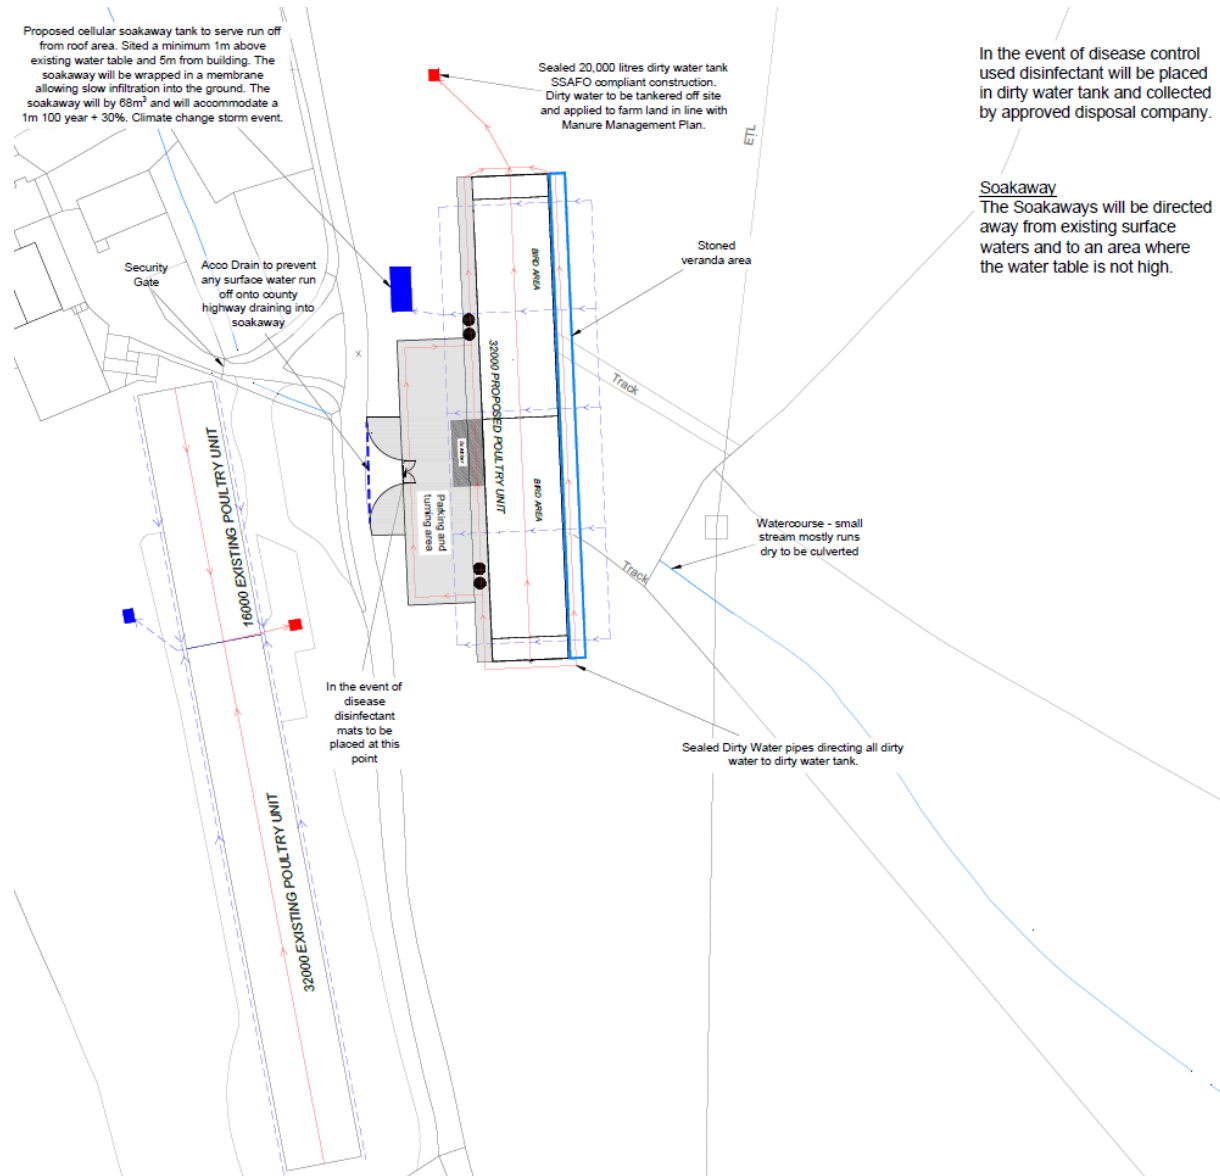 Proposed cellular soakaway tank to serve run off
from roof area. Sited a minimum 1m above
existing water table and 5m from building. The
soakaway will be wrapped in a membrane
allowing slow infiltration into the ground. The
soakaway will by 68m³ and will accommodate a
1m 100 year + 30%. Climate change storm event.
Sealed 20,000 litres dirty water tank
SSAFO compliant construction.
Dirty water to be tankered off site
and applied to farm land in line with
Manure Management Plan.
In the event of disease control
used disinfectant will be placed
in dirty water tank and collected
by approved disposal company.
ETL
Soakaway
The Soakaways will be directed
away from existing surface
waters and to an area where
the water table is not high.
Security
Gate
Acco Drain to prevent
any surface water run
off onto county
highway draining into
soakaway
Stoned
veranda area
BIRD AREA
32000 PROPOSED POULTRY UNIT
BIRD AREA
Track
x
16000 EXISTING POULTRY UNIT
Parking and
turning area
Watercourse - small
stream mostly runs
dry to be culverted
Track
In the event of
disease
disinfectant
mats to be
placed at this
point
Sealed Dirty Water pipes directing all dirty
water to dirty water tank.
32000 EXISTING POULTRY UNIT